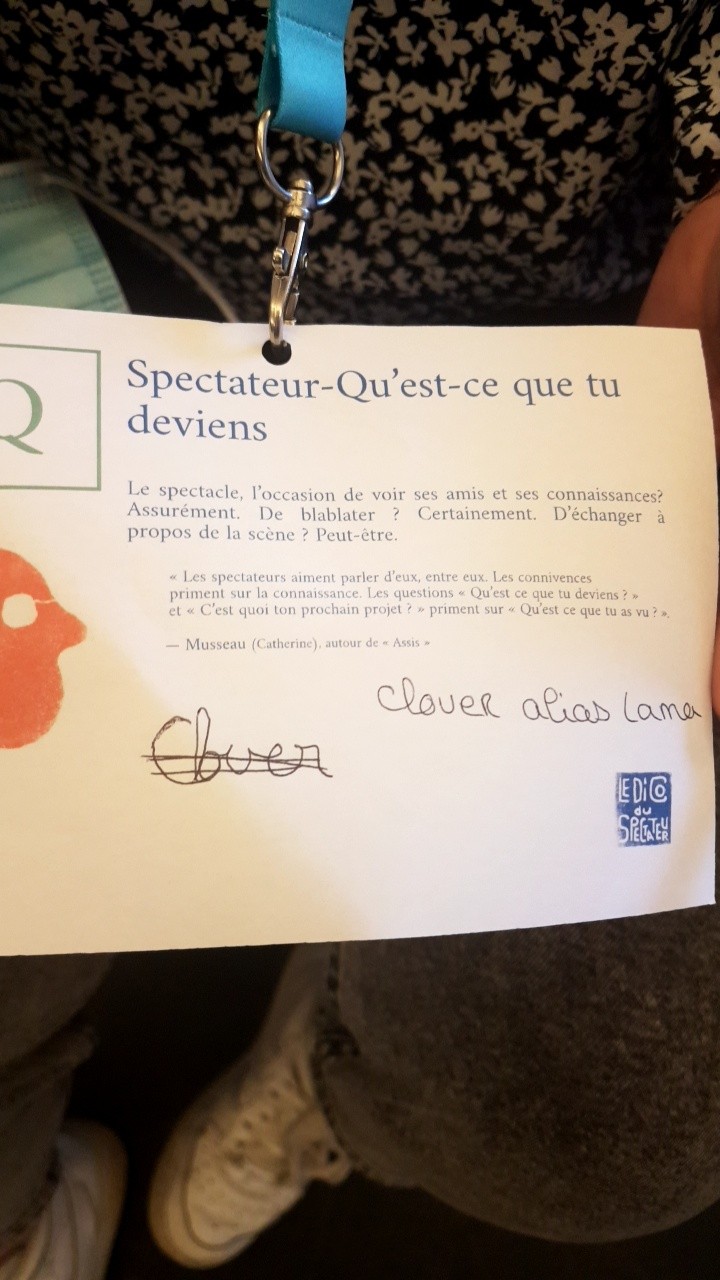 Q
Spectateur-Qu'est-ce que tu
deviens
Le spectacle, l'occasion de voir ses amis et ses connaissances?
Assurément. De blablater ? Certainement. D'échanger à
propos de la scène ? Peut-être.
« Les spectateurs aiment parler d'eux, entre eux. Les connivences
priment sur la connaissance. Les questions « Qu'est ce que tu deviens ? »
et « C'est quoi ton prochain projet ? » priment sur « Qu'est ce que tu as vu ? ».
— Musseau (Catherine), autour de « Assis »
Clover alias Lama
Clover
LE DiCO
du
SPECTATEUR